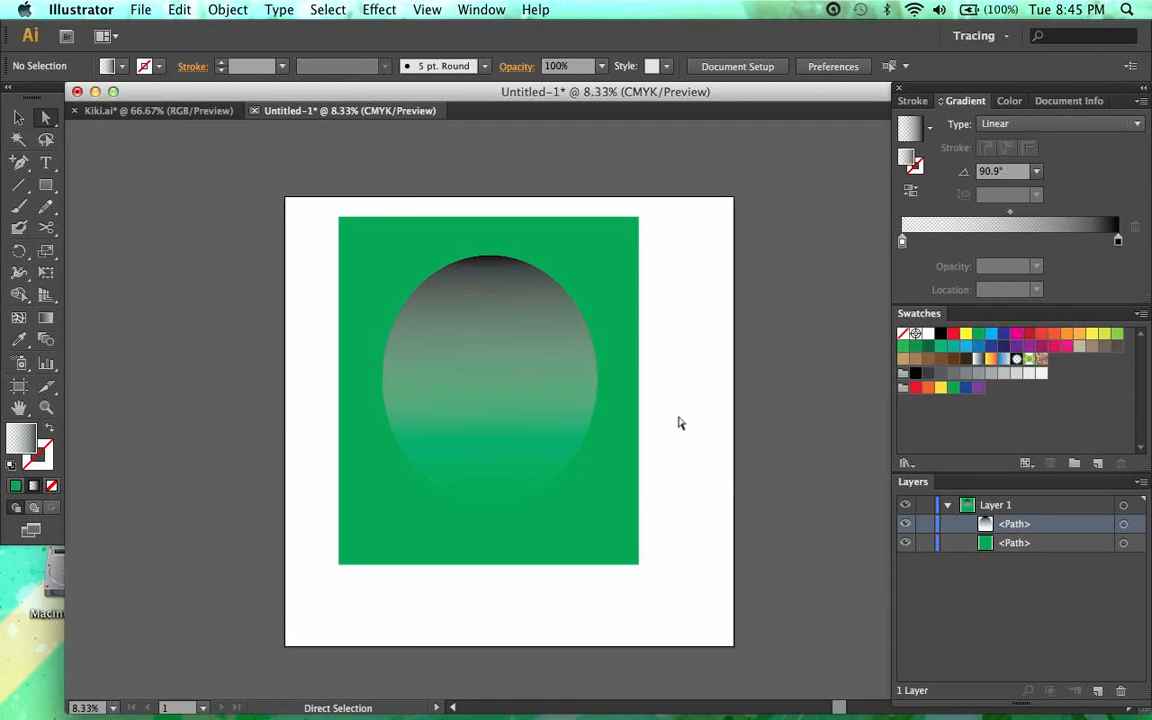 Illustrator File Edit Object Type Select Effect View Window Help (100%) Tue 8:45 PM
Ai Br Tracing
No Selection Stroke: 5 pt. Round Opacity: 100% Style: Document Setup Preferences
Untitled-1* @ 8.33% (CMYK/Preview)
Kiki.ai* @ 66.67% (RGB/Preview) Untitled-1* @ 8.33% (CMYK/Preview)
Stroke Gradient Color Document Info
Type: Linear
Stroke:
90.9°
Opacity:
Location:
Swatches
Layers
Layer 1
<Path>
<Path>
Macin
1 Layer
8.33% 1 Direct Selection